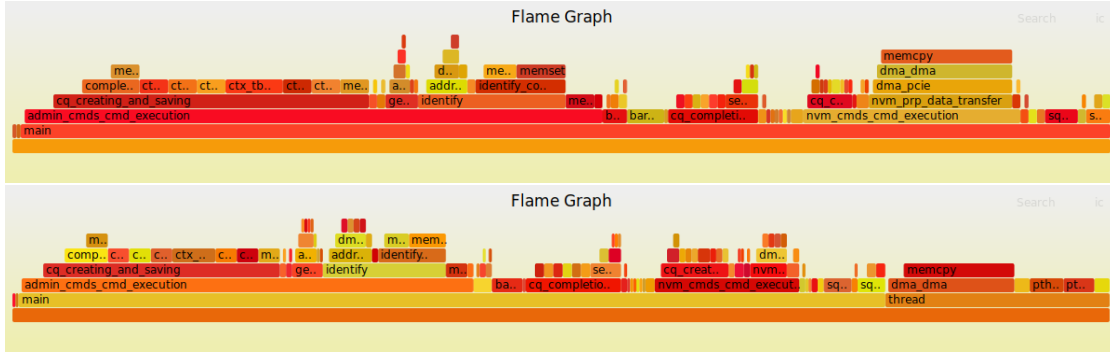 Flame Graph
Search ic
memcpy
me.. d.. me.. memset dma_dma
comple.. ct.. ct.. ct.. ctx_tb.. ct.. me.. a.. addr.. identify_co.. dma_pcie
cq_creating_and_saving ge.. identify me.. se.. cq_c.. nvm_prp_data_transfer
admin_cmds_cmd_execution b.. bar.. cq_completi.. nvm_cmds_cmd_execution sq.. s..
main
Flame Graph
Search ic
m.. dm.. m.. mem..
comp.. c.. c.. c.. ctx_.. c.. c.. m.. a.. addr.. identify.. dm..
cq_creating_and_saving ge.. identify m.. se.. cq_creat.. nvm.. memcpy
admin_cmds_cmd_execution ba.. cq_completio.. nvm_cmds_cmd_execut.. sq.. sq.. dma_dma pth.. pt..
main thread